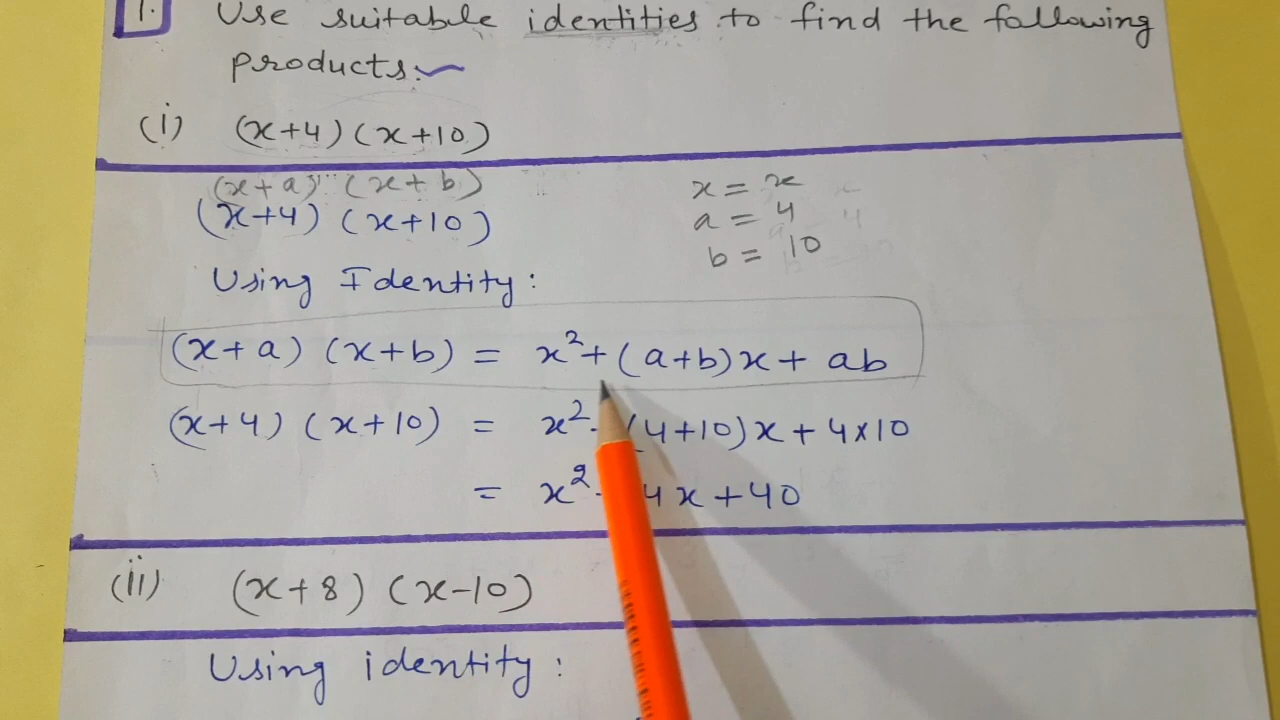 1. Use suitable identities to find the following
products.
(i) (x+4) (x+10)
(x+a) (x+b)
(x+4) (x+10)
x = x
a = 4
b = 10
Using Identity:
(x+a) (x+b) = x²+(a+b)x + ab
(x+4) (x+10) = x² (4+10)x + 4×10
= x² 4x + 40
(ii) (x+8) (x-10)
Using identity: